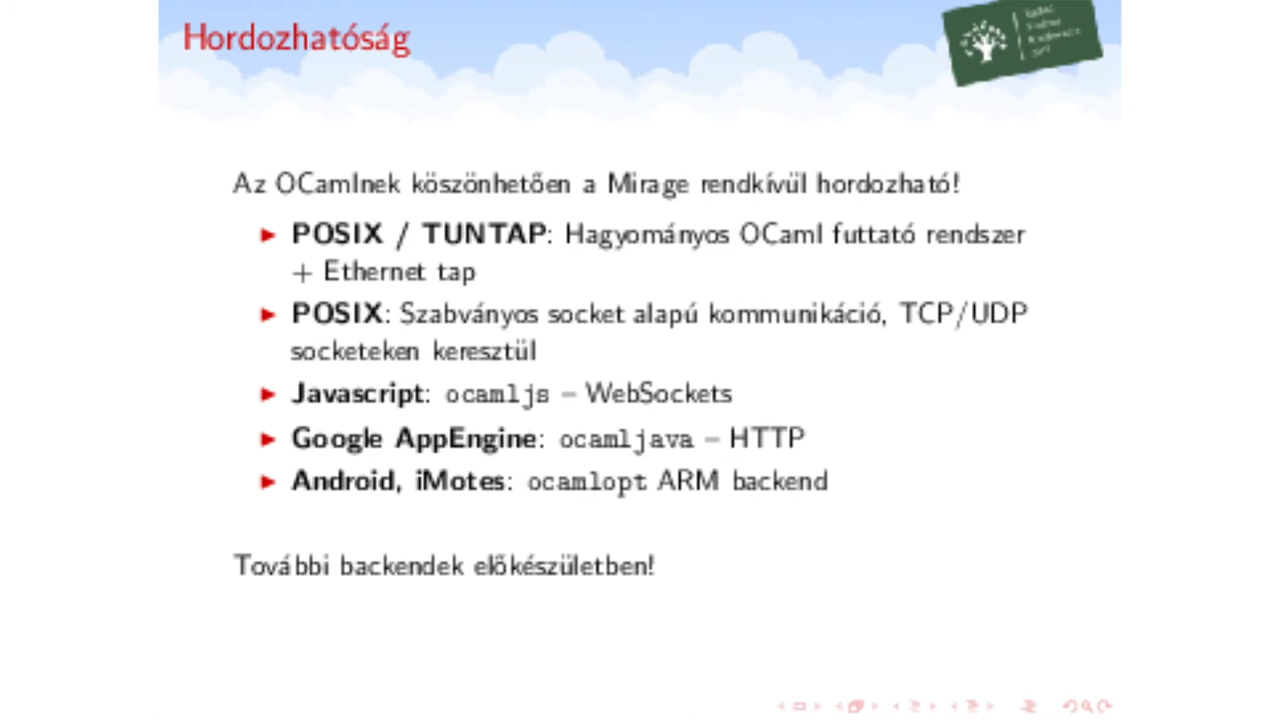 Hordozhatóság
Az OCamlnek köszönhetően a Mirage rendkívül hordozható!
► POSIX / TUNTAP: Hagyományos OCaml futtató rendszer
+ Ethernet tap
► POSIX: Szabványos socket alapú kommunikáció, TCP/UDP
socketeken keresztül
► Javascript: ocamljs – WebSockets
► Google AppEngine: ocamljava – HTTP
► Android, iMotes: ocamlopt ARM backend
További backendek előkészületben!